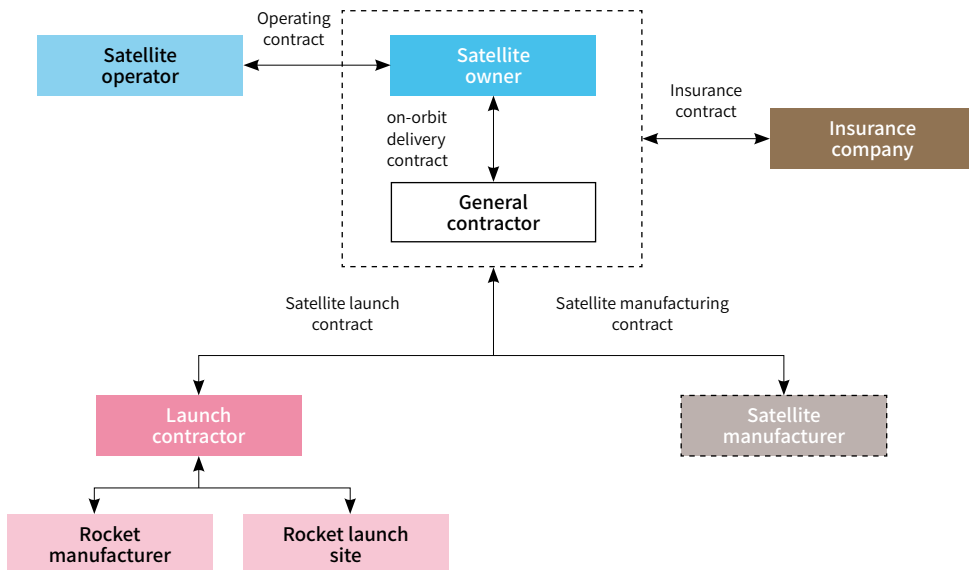 Operating
contract
Satellite
operator
Satellite
owner
Insurance
contract
on-orbit
delivery
contract
Insurance
company
General
contractor
Satellite launch
contract
Satellite manufacturing
contract
Launch
contractor
Satellite
manufacturer
Rocket
manufacturer
Rocket launch
site